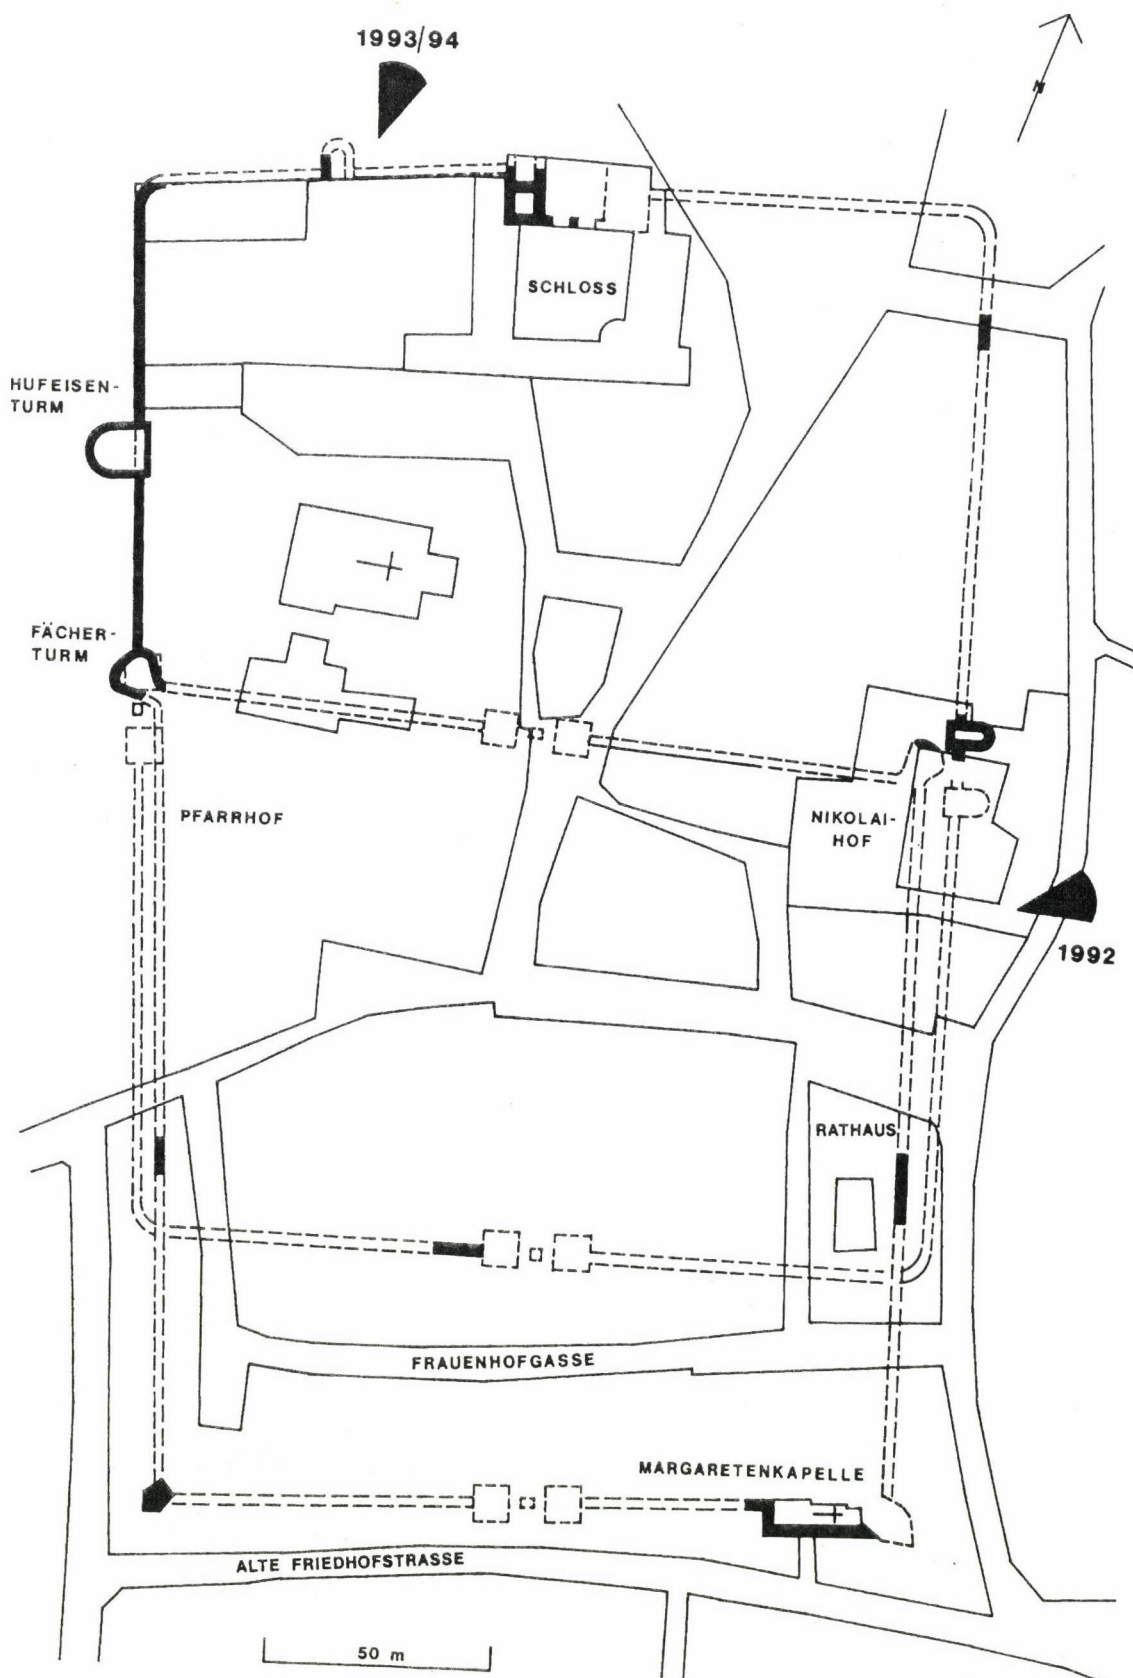 1993/94
N
SCHLOSS
HUFEISEN-
TURM
FÄCHER-
TURM
PFARRHOF
NIKOLAI-
HOF
1992
RATHAUS
FRAUENHOFGASSE
MARGARETENKAPELLE
ALTE FRIEDHOFSTRASSE
50 m